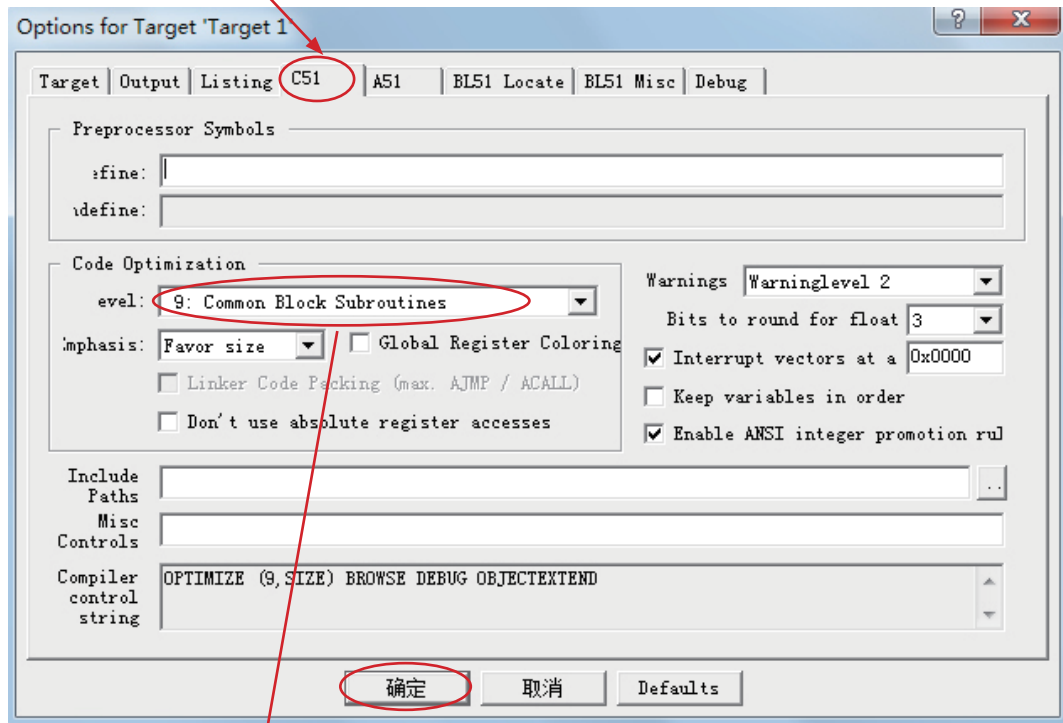 Options for Target 'Target 1'
Target Output Listing C51 A51 BL51 Locate BL51 Misc Debug
Preprocessor Symbols
efine:
define:
Code Optimization
evel: 9: Common Block Subroutines
Warnings Warninglevel 2
Bits to round for float 3
mphasis: Favor size Global Register Coloring
Interrupt vectors at a 0x0000
Linker Code Packing (max. AJMP / ACALL)
Keep variables in order
Don't use absolute register accesses
Enable ANSI integer promotion rul
Include
Paths
..
Misc
Controls
Compiler
control
string
OPTIMIZE (9,SIZE) BROWSE DEBUG OBJECTEXTEND
确定 取消 Defaults